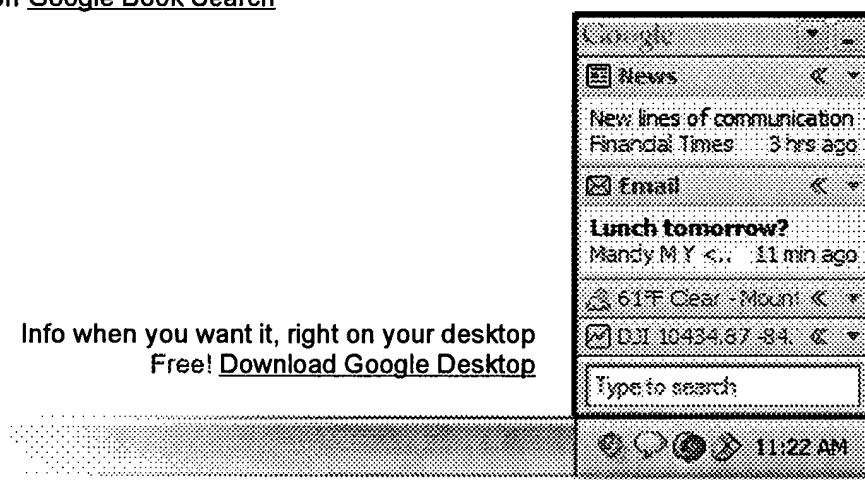 on Google Book Search
Google
News
New lines of communication
Financial Times 3 hrs ago
Email
Lunch tomorrow?
Mandy M Y <.. 11 min ago
61°F Clear - Mount
DJI 10434.87 -84.
Type to search
Info when you want it, right on your desktop
Free! Download Google Desktop
11:22 AM